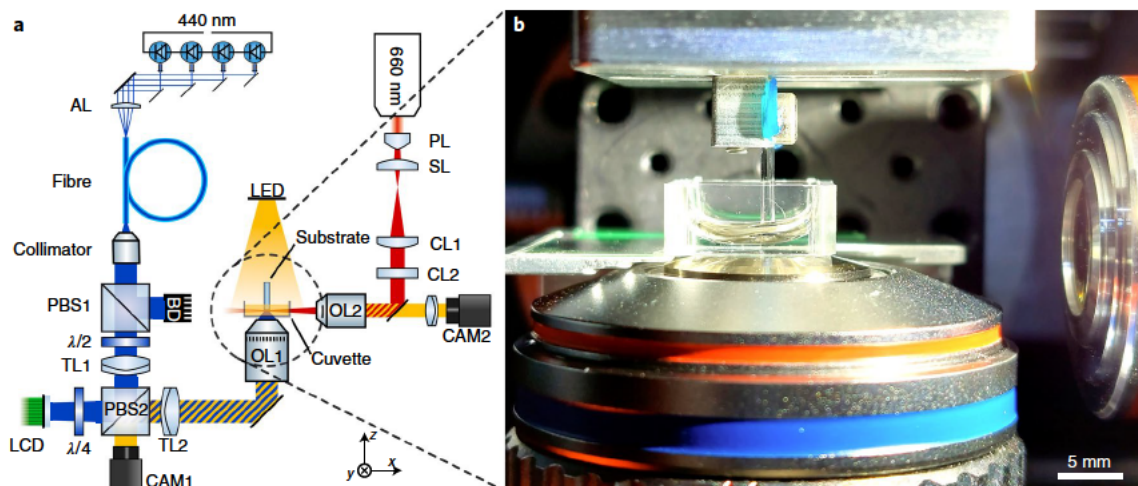 a
440 nm
AL
Fibre
Collimator
PBS1
BD
λ/2
TL1
PBS2
LCD
λ/4
TL2
CAM1
LED
Substrate
OL1
OL2
Cuvette
660 nm
PL
SL
CL1
CL2
CAM2
z
y
x
b
5 mm